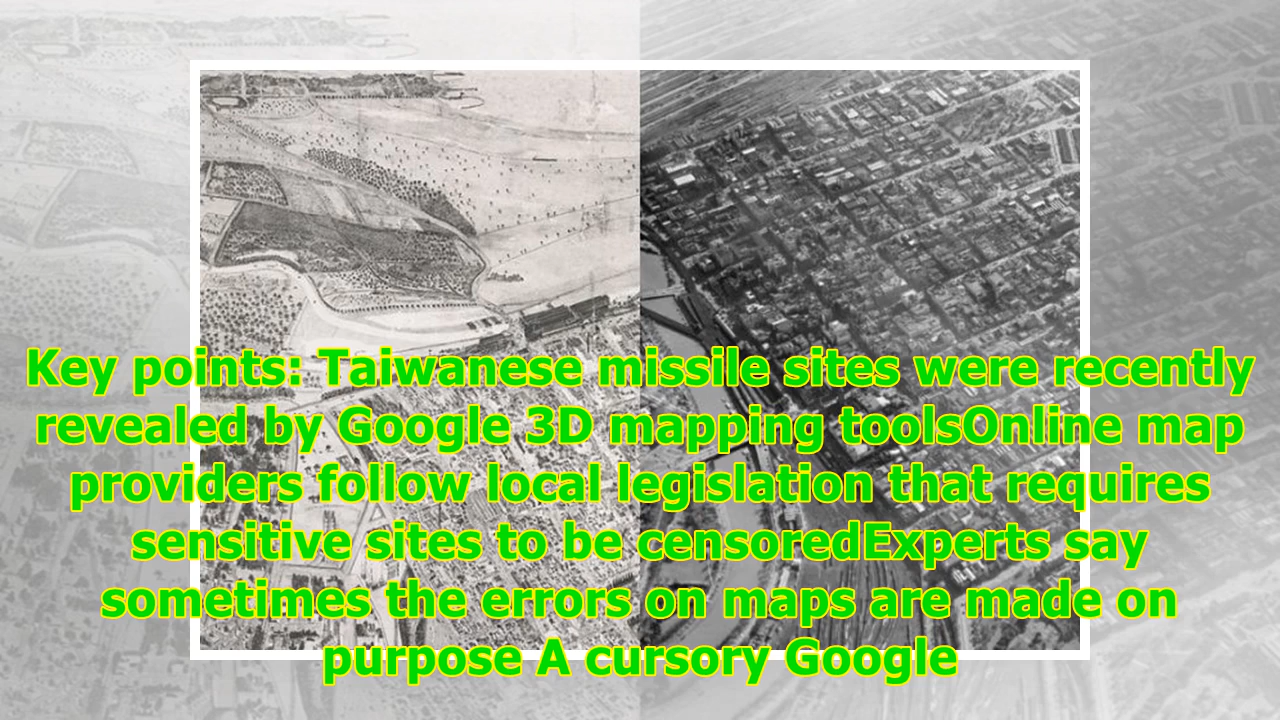 Key points: Taiwanese missile sites were recently
revealed by Google 3D mapping toolsOnline map
providers follow local legislation that requires
sensitive sites to be censoredExperts say
sometimes the errors on maps are made on
purpose A cursory Google